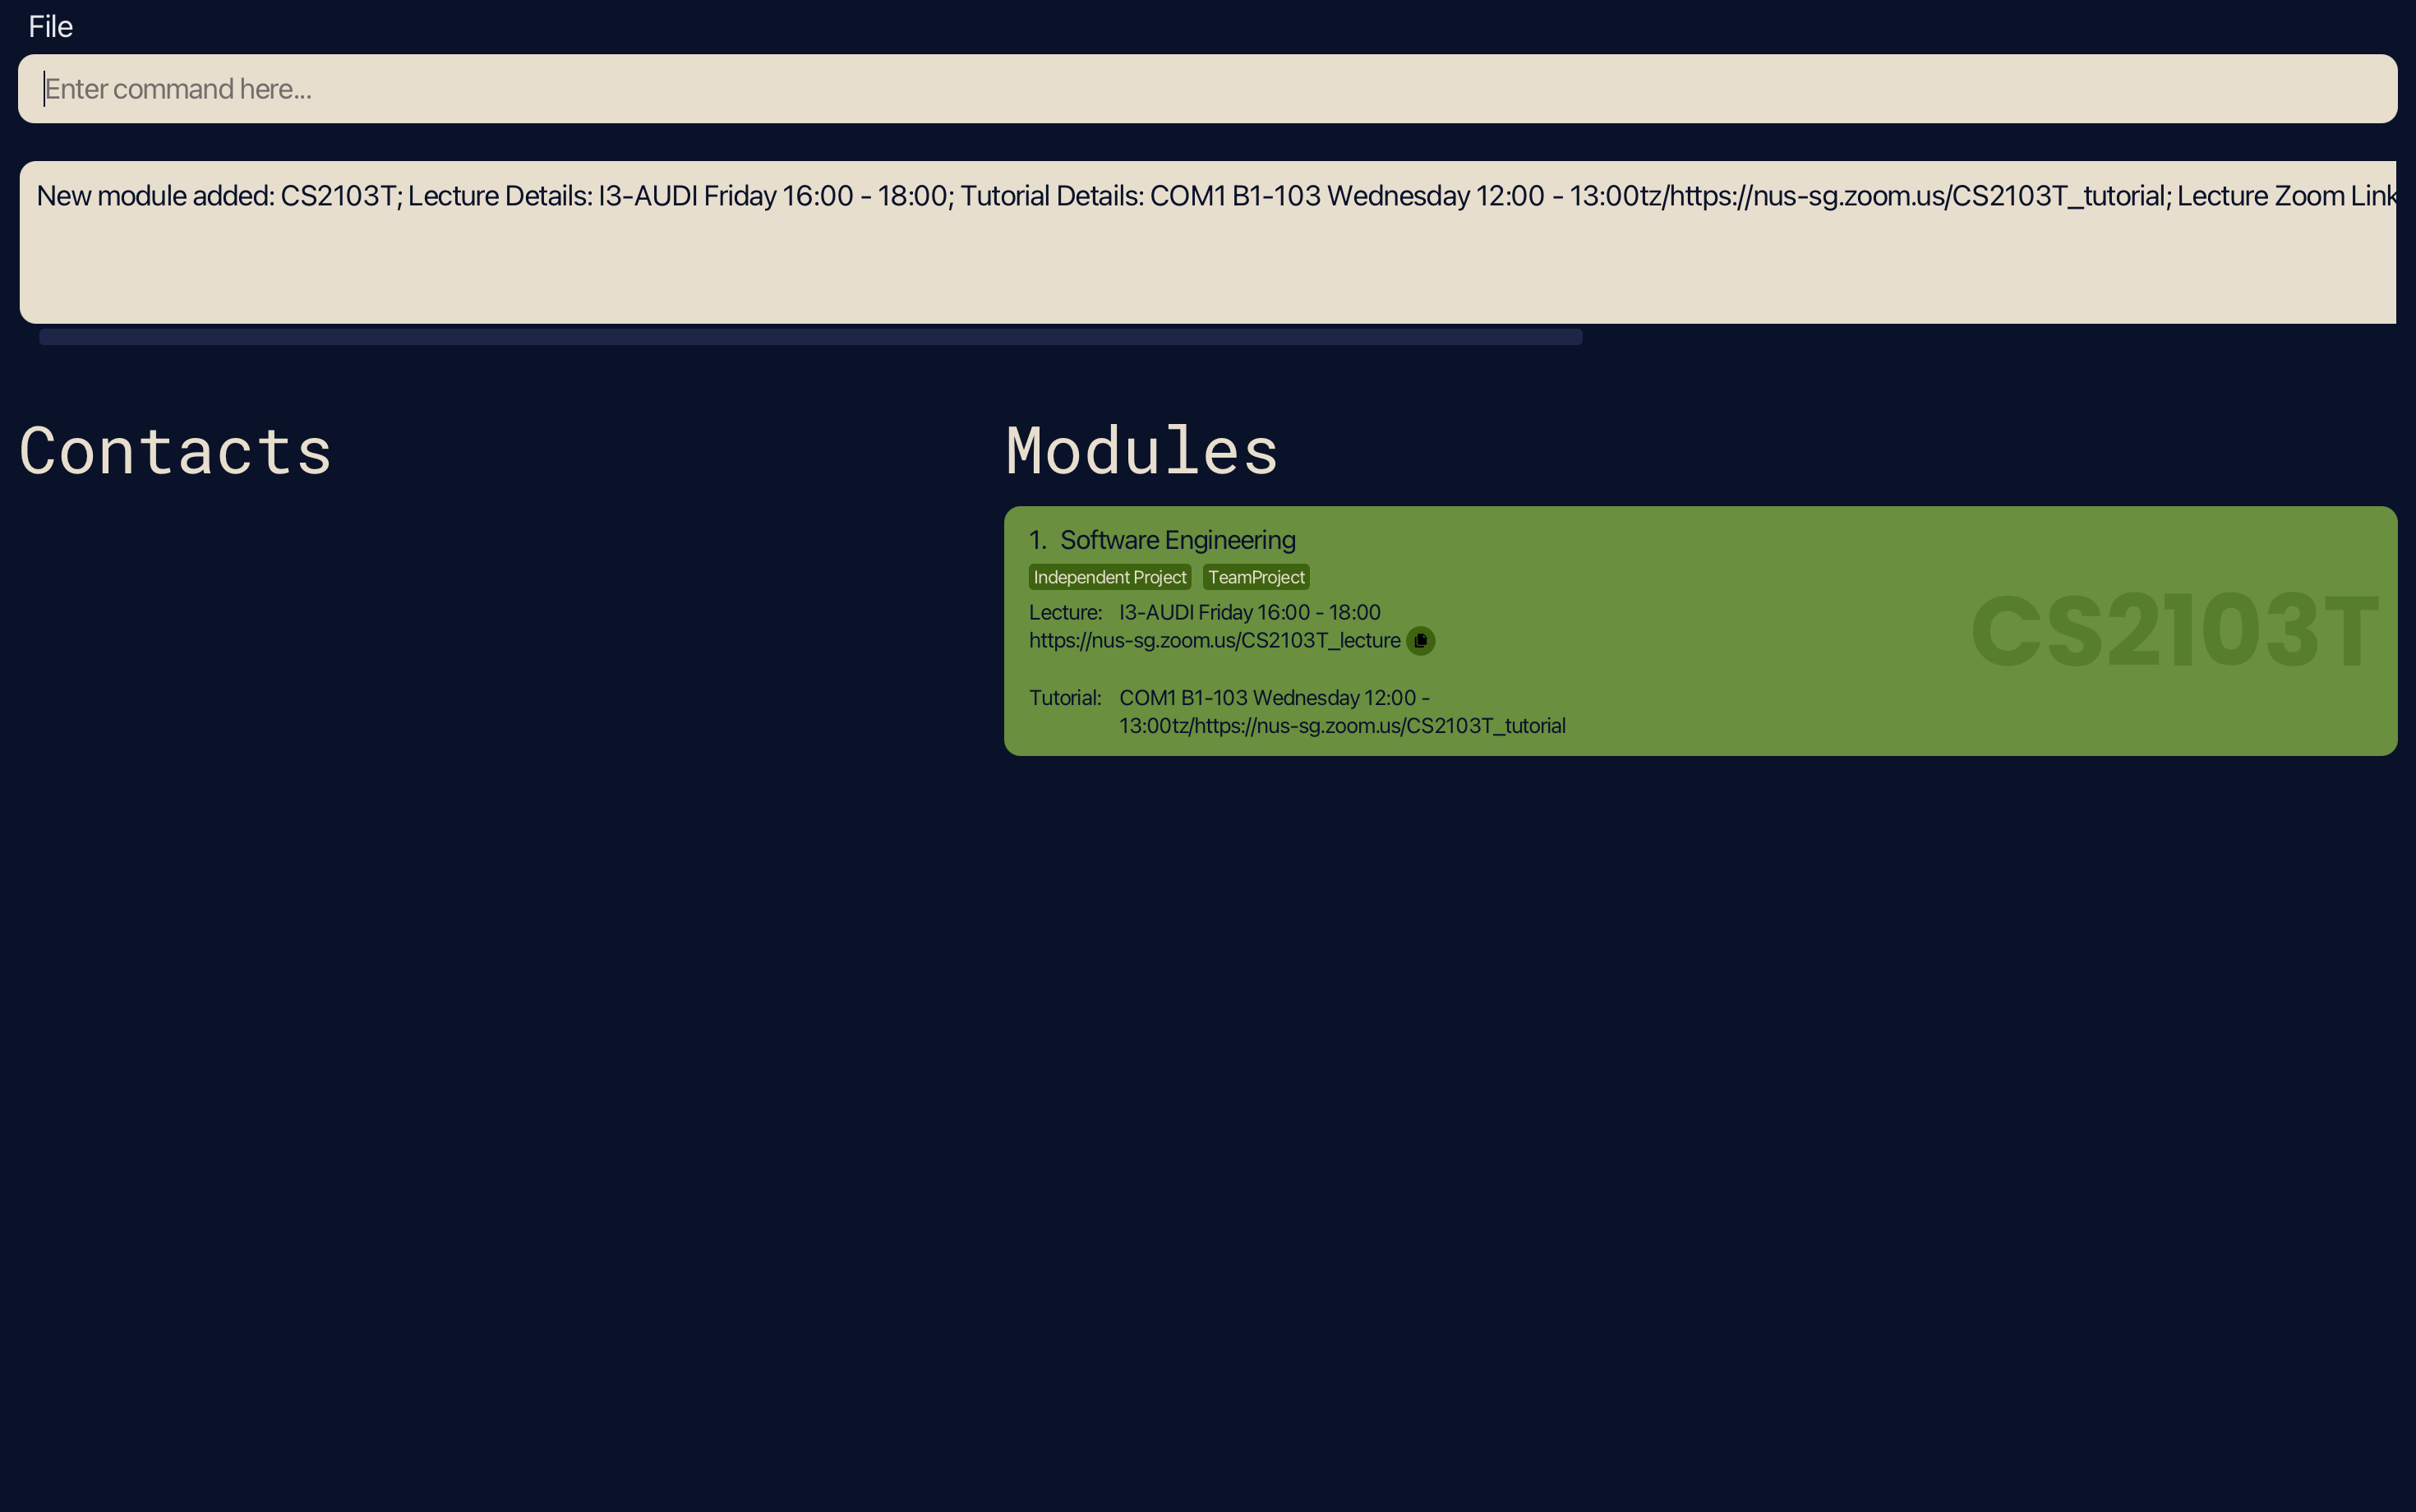 File
Enter command here...
New module added: CS2103T; Lecture Details: I3-AUDI Friday 16:00 - 18:00; Tutorial Details: COM1 B1-103 Wednesday 12:00 - 13:00tz/https://nus-sg.zoom.us/CS2103T_tutorial; Lecture Zoom Link
Contacts
Modules
1. Software Engineering
Independent Project TeamProject
Lecture: I3-AUDI Friday 16:00 - 18:00
https://nus-sg.zoom.us/CS2103T_lecture
CS2103T
Tutorial: COM1 B1-103 Wednesday 12:00 -
13:00tz/https://nus-sg.zoom.us/CS2103T_tutorial